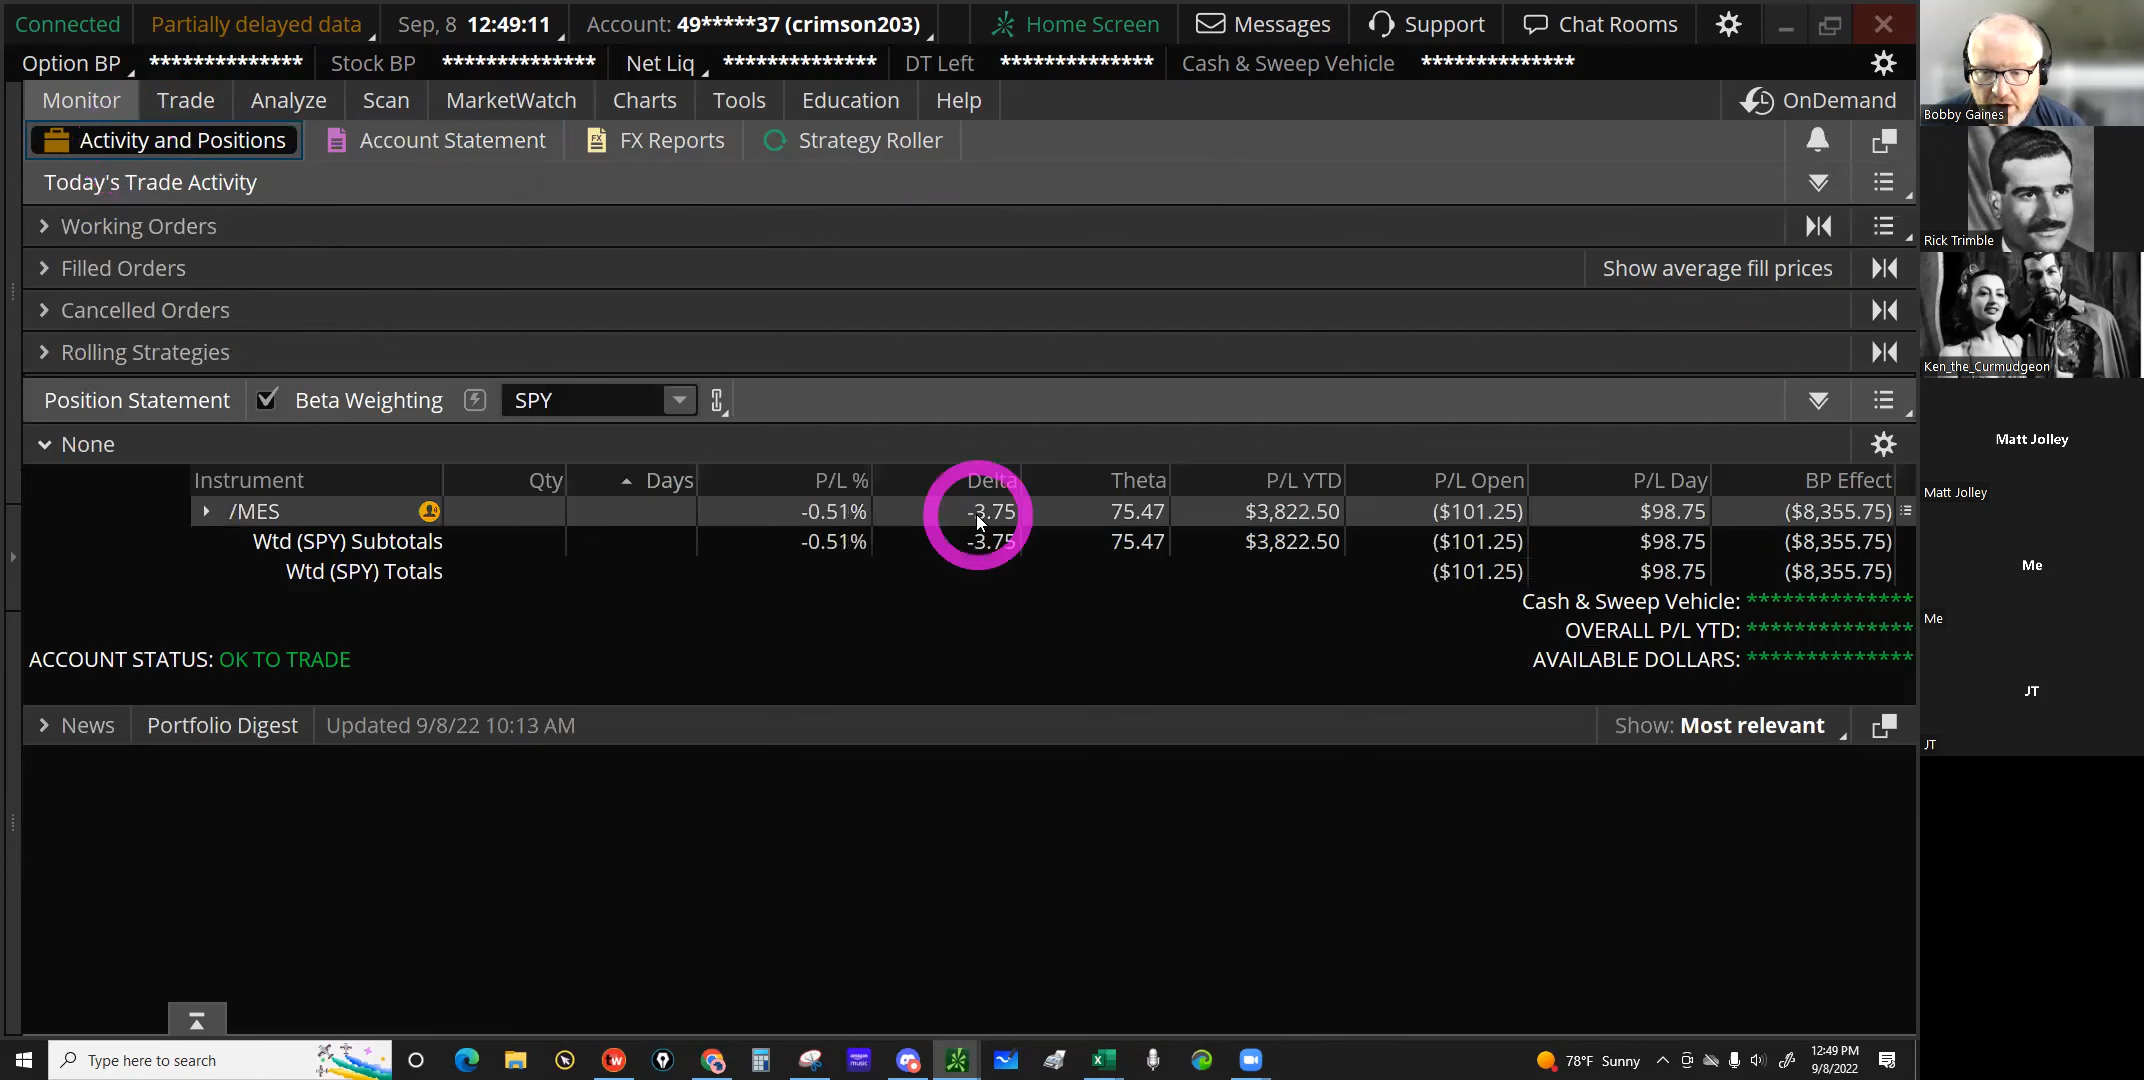 Connected Partially delayed data Sep, 8 12:49:11 Account: 49*****37 (crimson203) Home Screen Messages Support Chat Rooms
Option BP ************** Stock BP ************** Net Liq ************** DT Left ************** Cash & Sweep Vehicle **************
Monitor Trade Analyze Scan MarketWatch Charts Tools Education Help OnDemand
Activity and Positions Account Statement FX FX Reports Strategy Roller
Today's Trade Activity
Working Orders
Filled Orders Show average fill prices
Cancelled Orders
Rolling Strategies
Position Statement Beta Weighting SPY
None
Instrument Qty Days P/L % Delta Theta P/L YTD P/L Open P/L Day BP Effect
/MES -0.51% -3.75 75.47 $3,822.50 ($101.25) $98.75 ($8,355.75)
Wtd (SPY) Subtotals -0.51% -3.75 75.47 $3,822.50 ($101.25) $98.75 ($8,355.75)
Wtd (SPY) Totals ($101.25) $98.75 ($8,355.75)
Cash & Sweep Vehicle: **************
OVERALL P/L YTD: **************
ACCOUNT STATUS: OK TO TRADE AVAILABLE DOLLARS: **************
News Portfolio Digest Updated 9/8/22 10:13 AM Show: Most relevant
Bobby Gaines
Rick Trimble
Ken_the_Curmudgeon
Matt Jolley
Matt Jolley
Me
Me
JT
JT
Type here to search 78°F Sunny 12:49 PM
9/8/2022